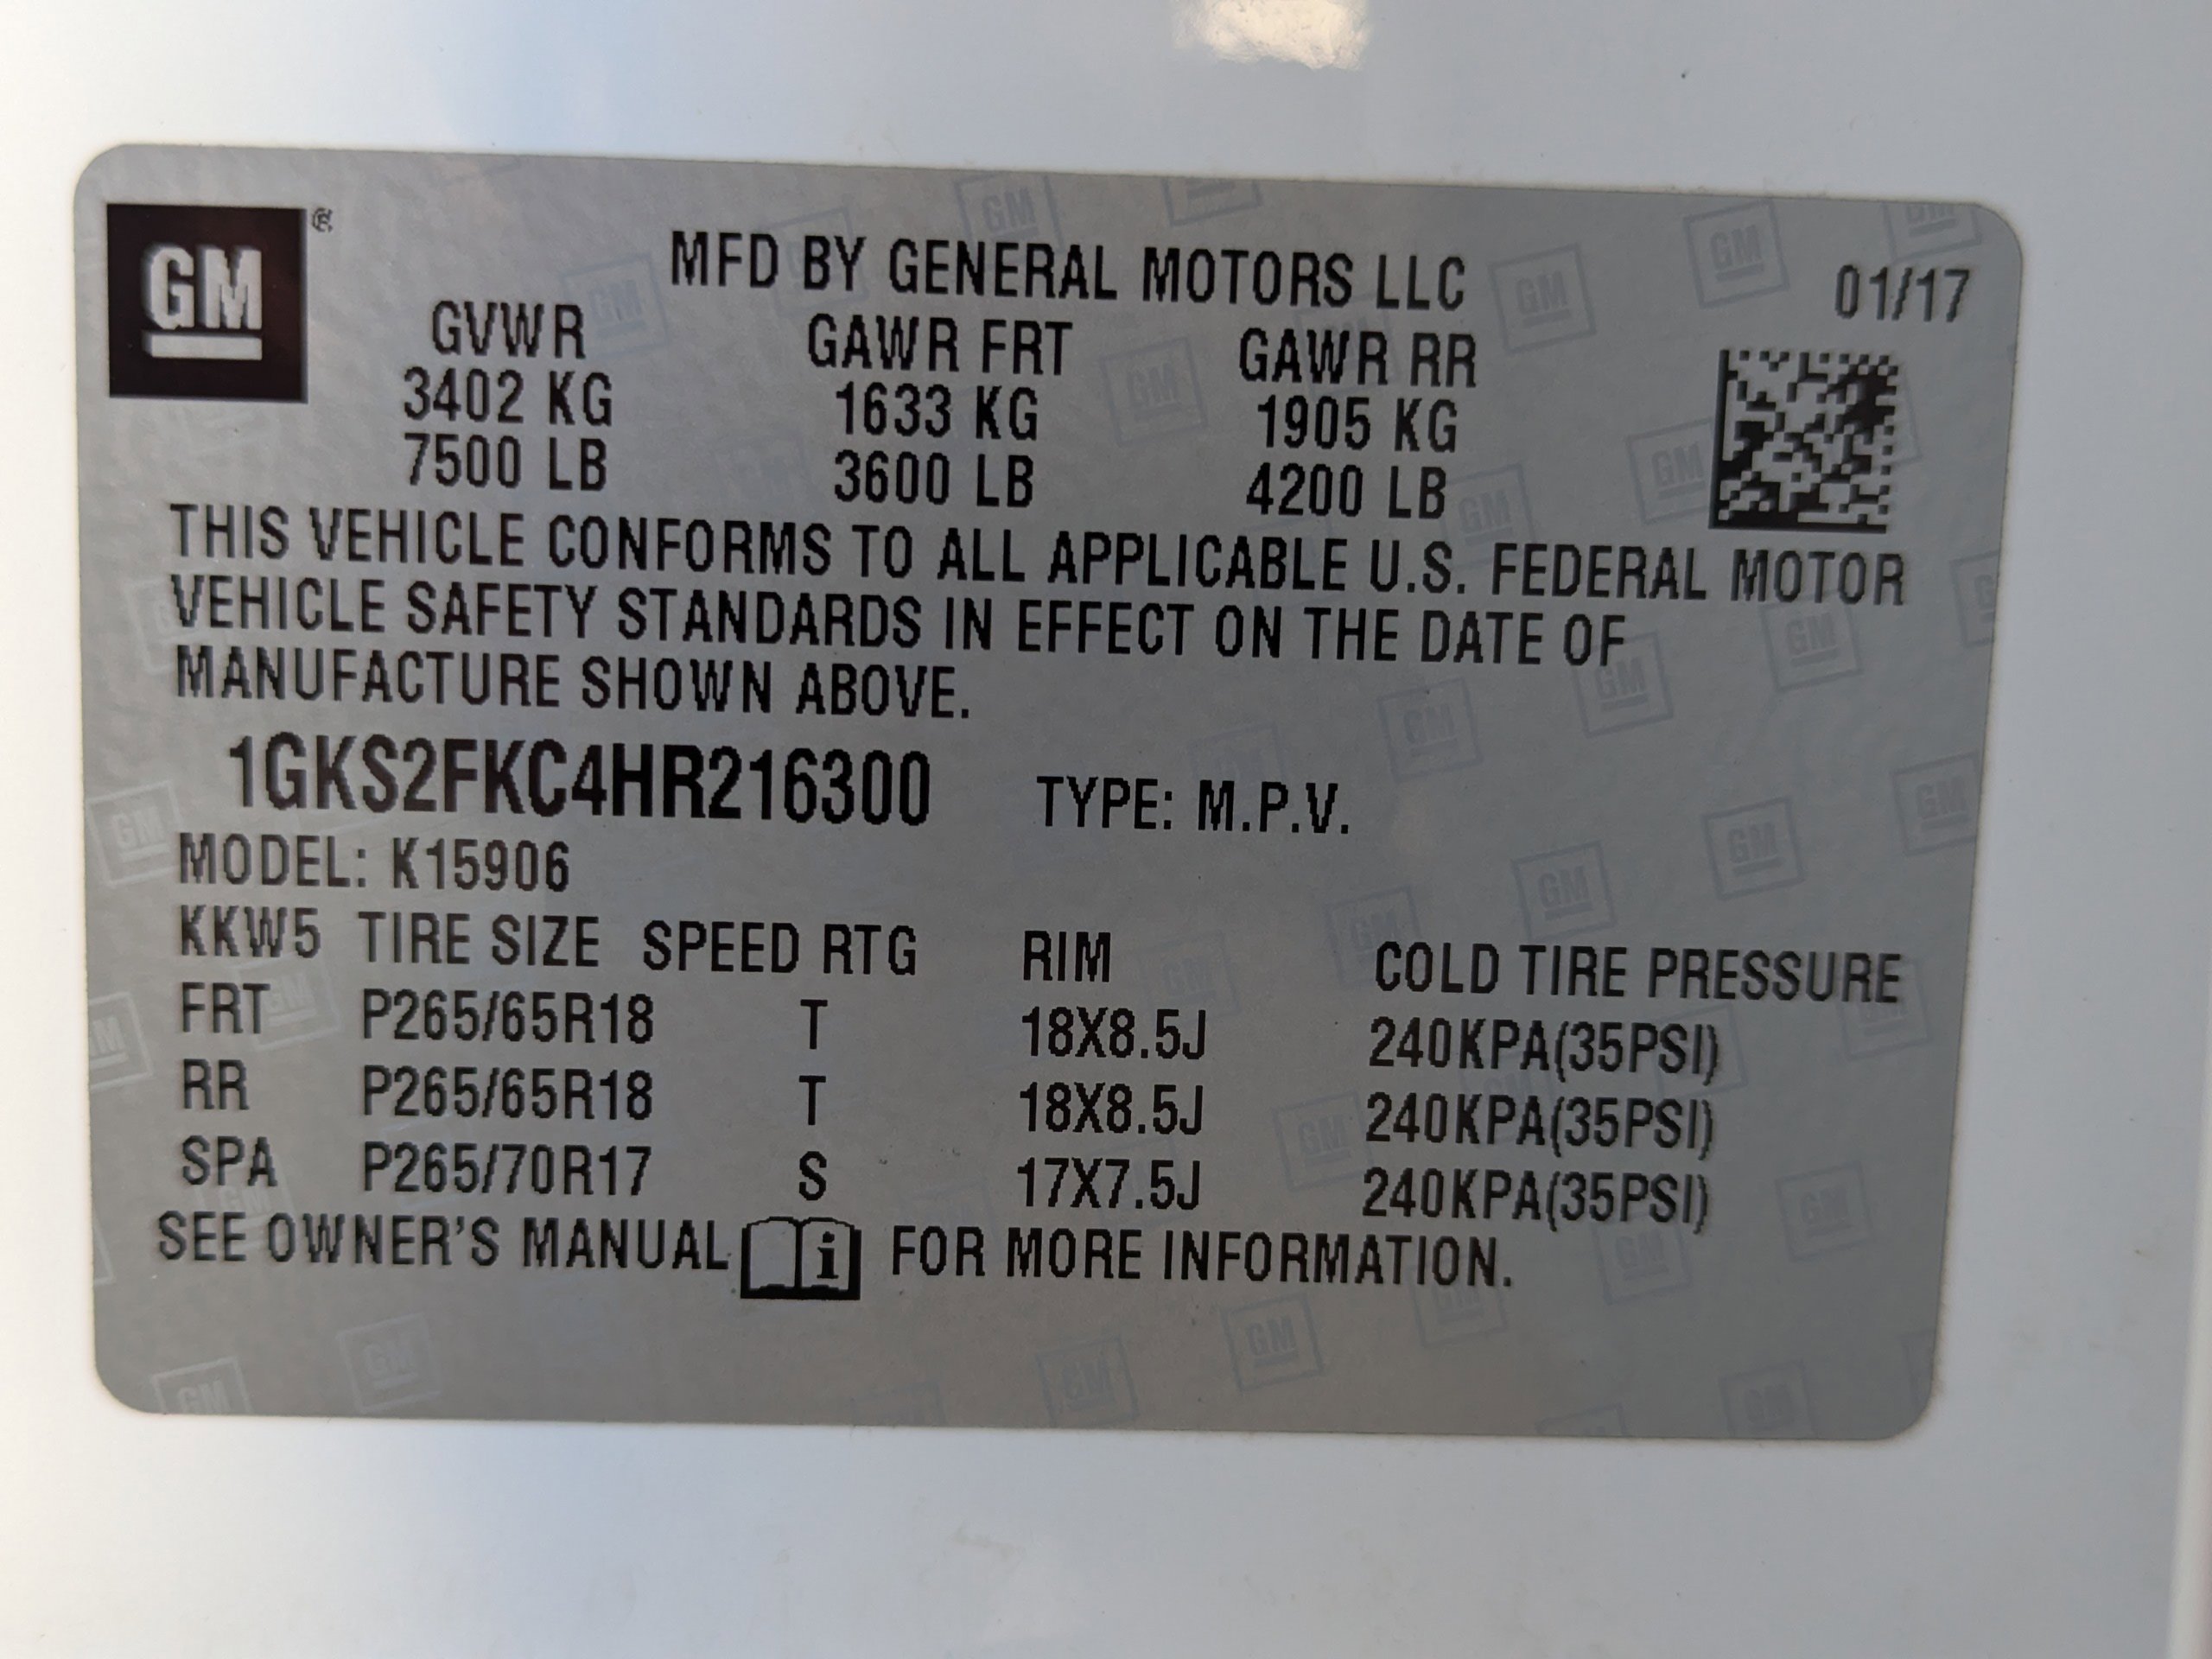 GM
MFD BY GENERAL MOTORS LLC 01/17
GVWR GAWR FRT GAWR RR
3402 KG 1633 KG 1905 KG
7500 LB 3600 LB 4200 LB
THIS VEHICLE CONFORMS TO ALL APPLICABLE U.S. FEDERAL MOTOR
VEHICLE SAFETY STANDARDS IN EFFECT ON THE DATE OF
MANUFACTURE SHOWN ABOVE.
1GKS2FKC4HR216300 TYPE: M.P.V.
MODEL: K15906
KKW5 TIRE SIZE SPEED RTG RIM COLD TIRE PRESSURE
FRT P265/65R18 T 18X8.5J 240KPA(35PSI)
RR P265/65R18 T 18X8.5J 240KPA(35PSI)
SPA P265/70R17 S 17X7.5J 240KPA(35PSI)
SEE OWNER'S MANUAL i FOR MORE INFORMATION.